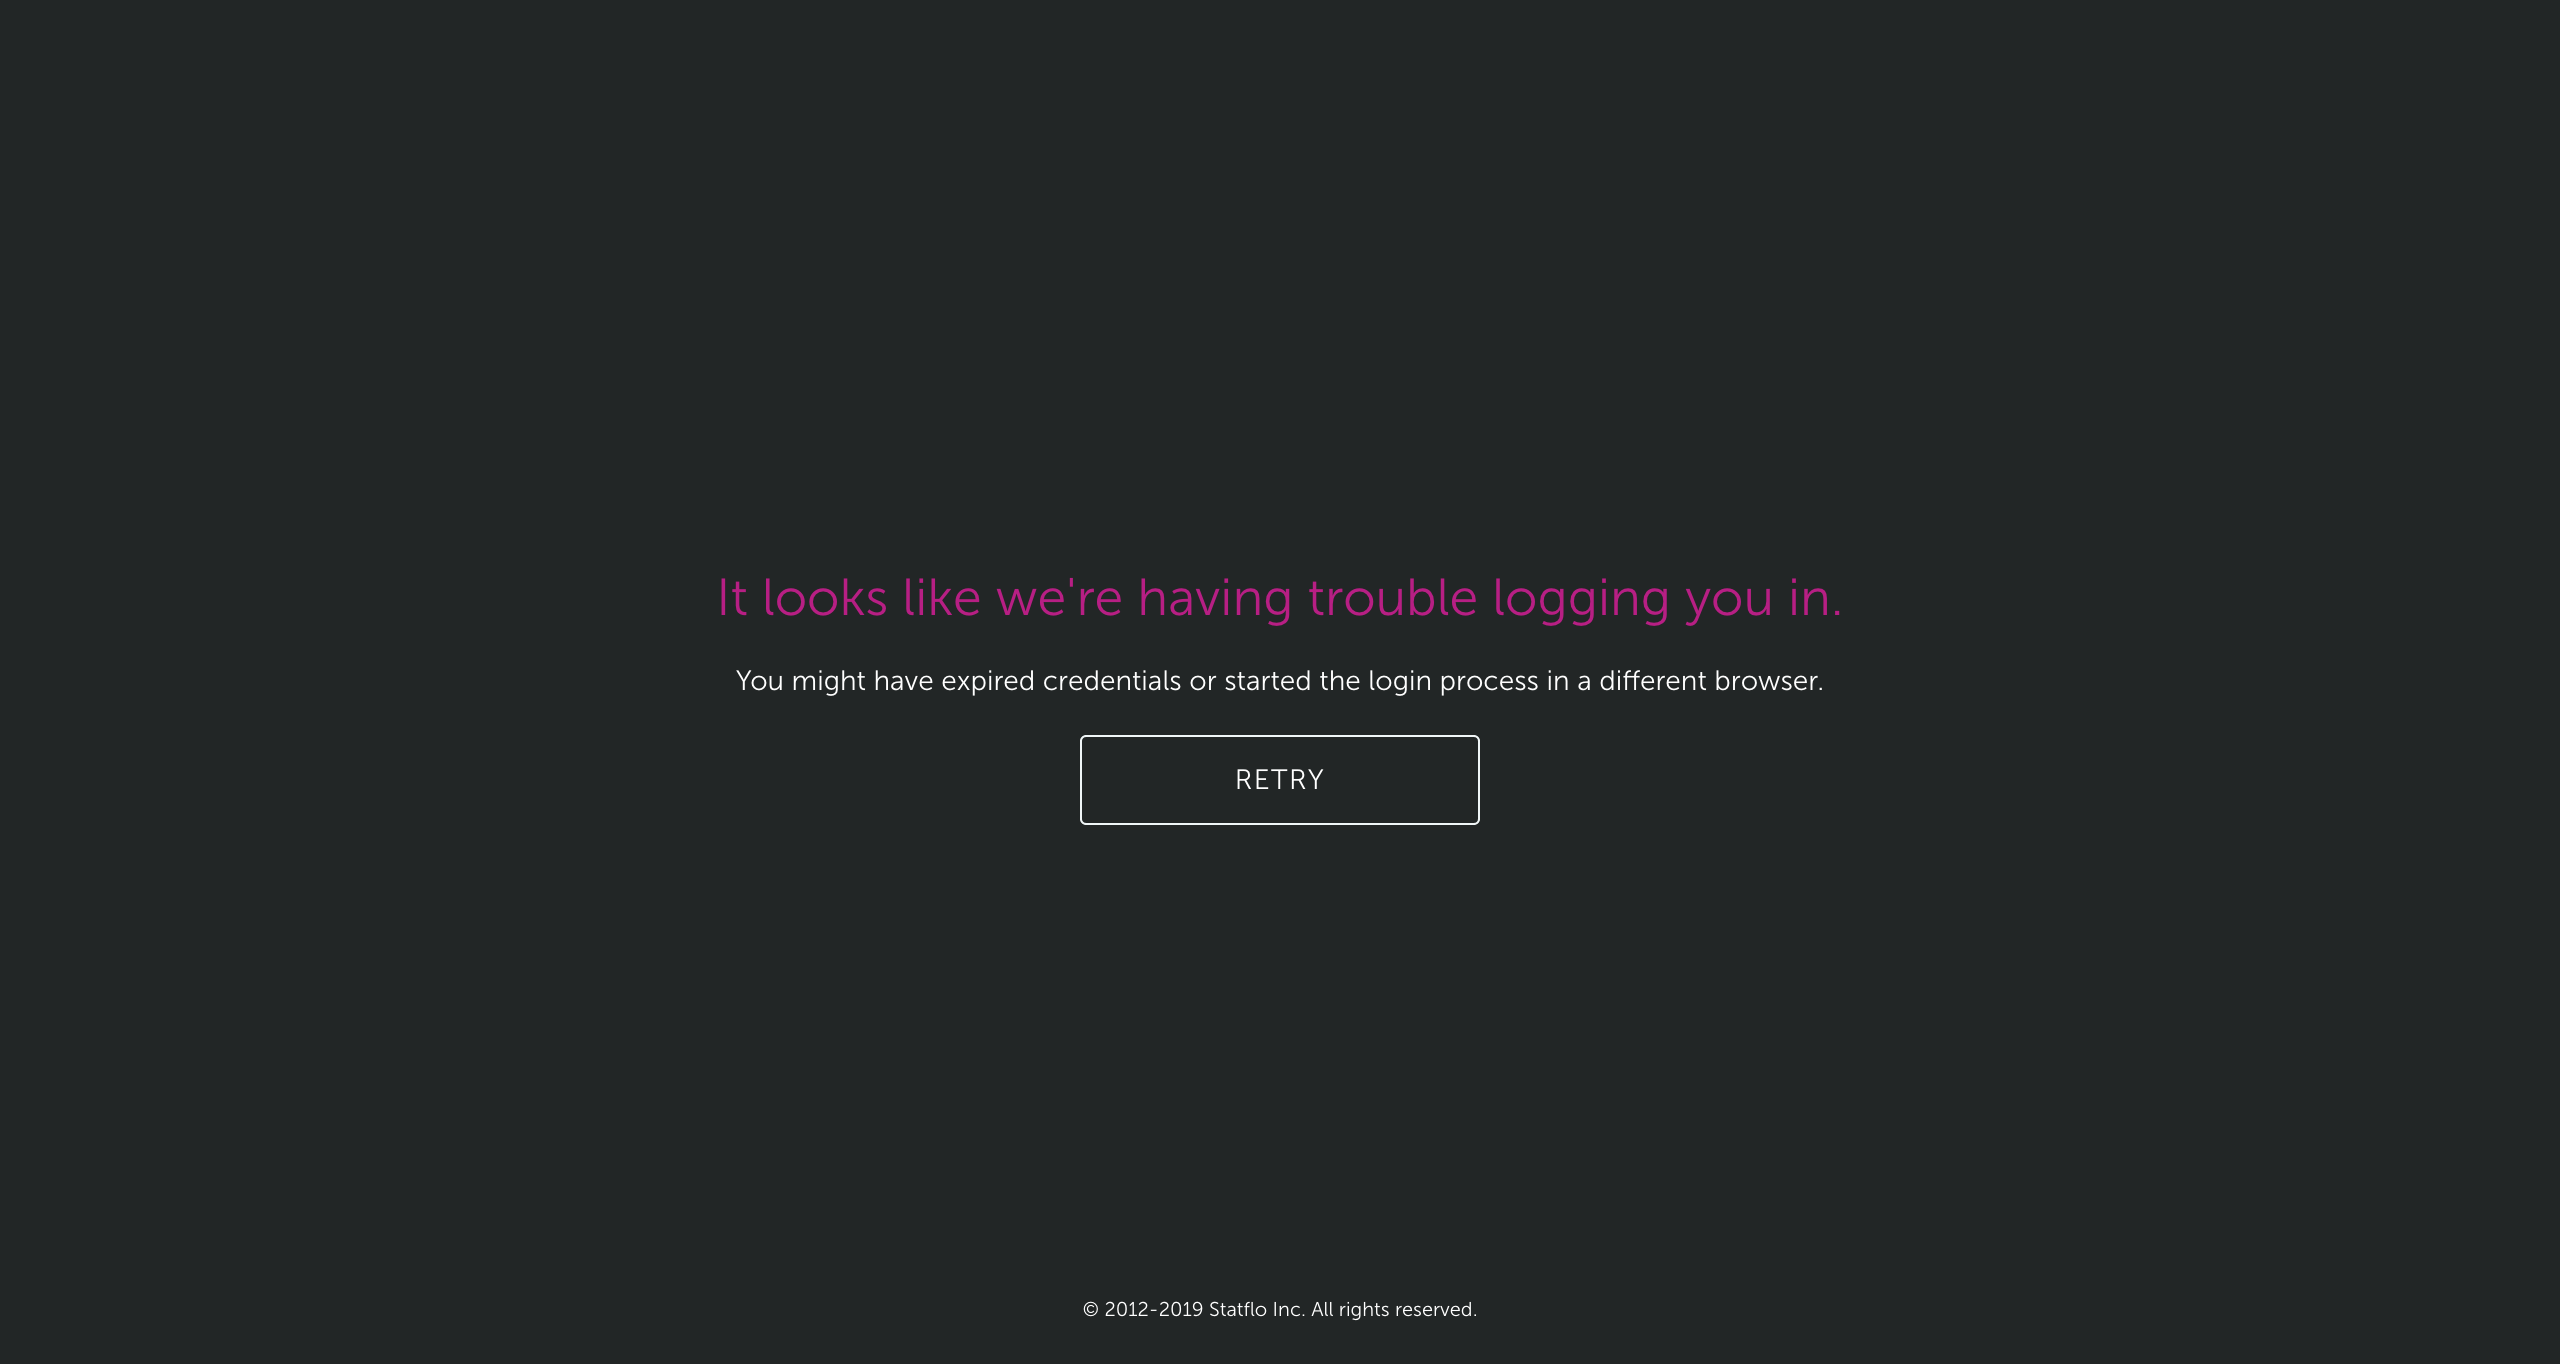 It looks like we're having trouble logging you in.
You might have expired credentials or started the login process in a different browser.
RETRY
© 2012-2019 Statflo Inc. All rights reserved.